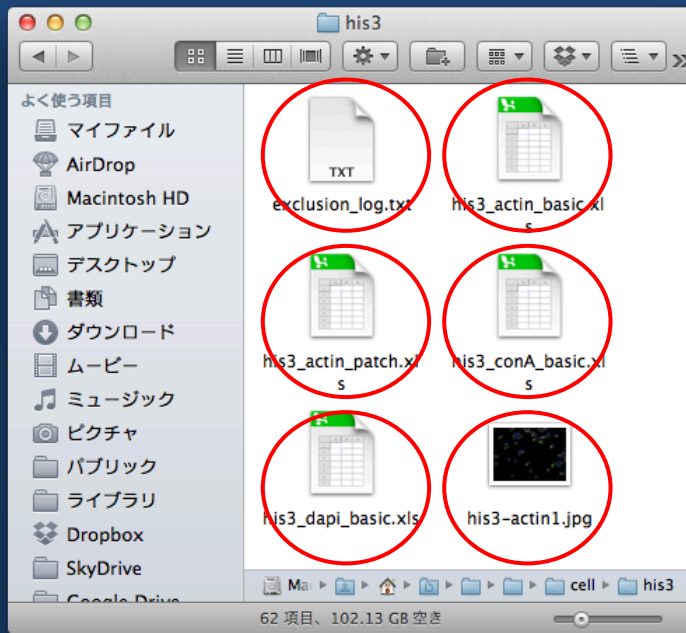 his3
よく使う項目
マイファイル
AirDrop
Macintosh HD
アプリケーション
デスクトップ
書類
ダウンロード
ムービー
ミュージック
ピクチャ
パブリック
ライブラリ
Dropbox
SkyDrive
Google Drive
TXT
exclusion_log.txt
his3_actin_basic.xl
s
his3_actin_patch.xl
s
his3_conA_basic.xl
s
his3_dapi_basic.xls
his3-actin1.jpg
Ma
cell
his3
62 項目、102.13 GB 空き